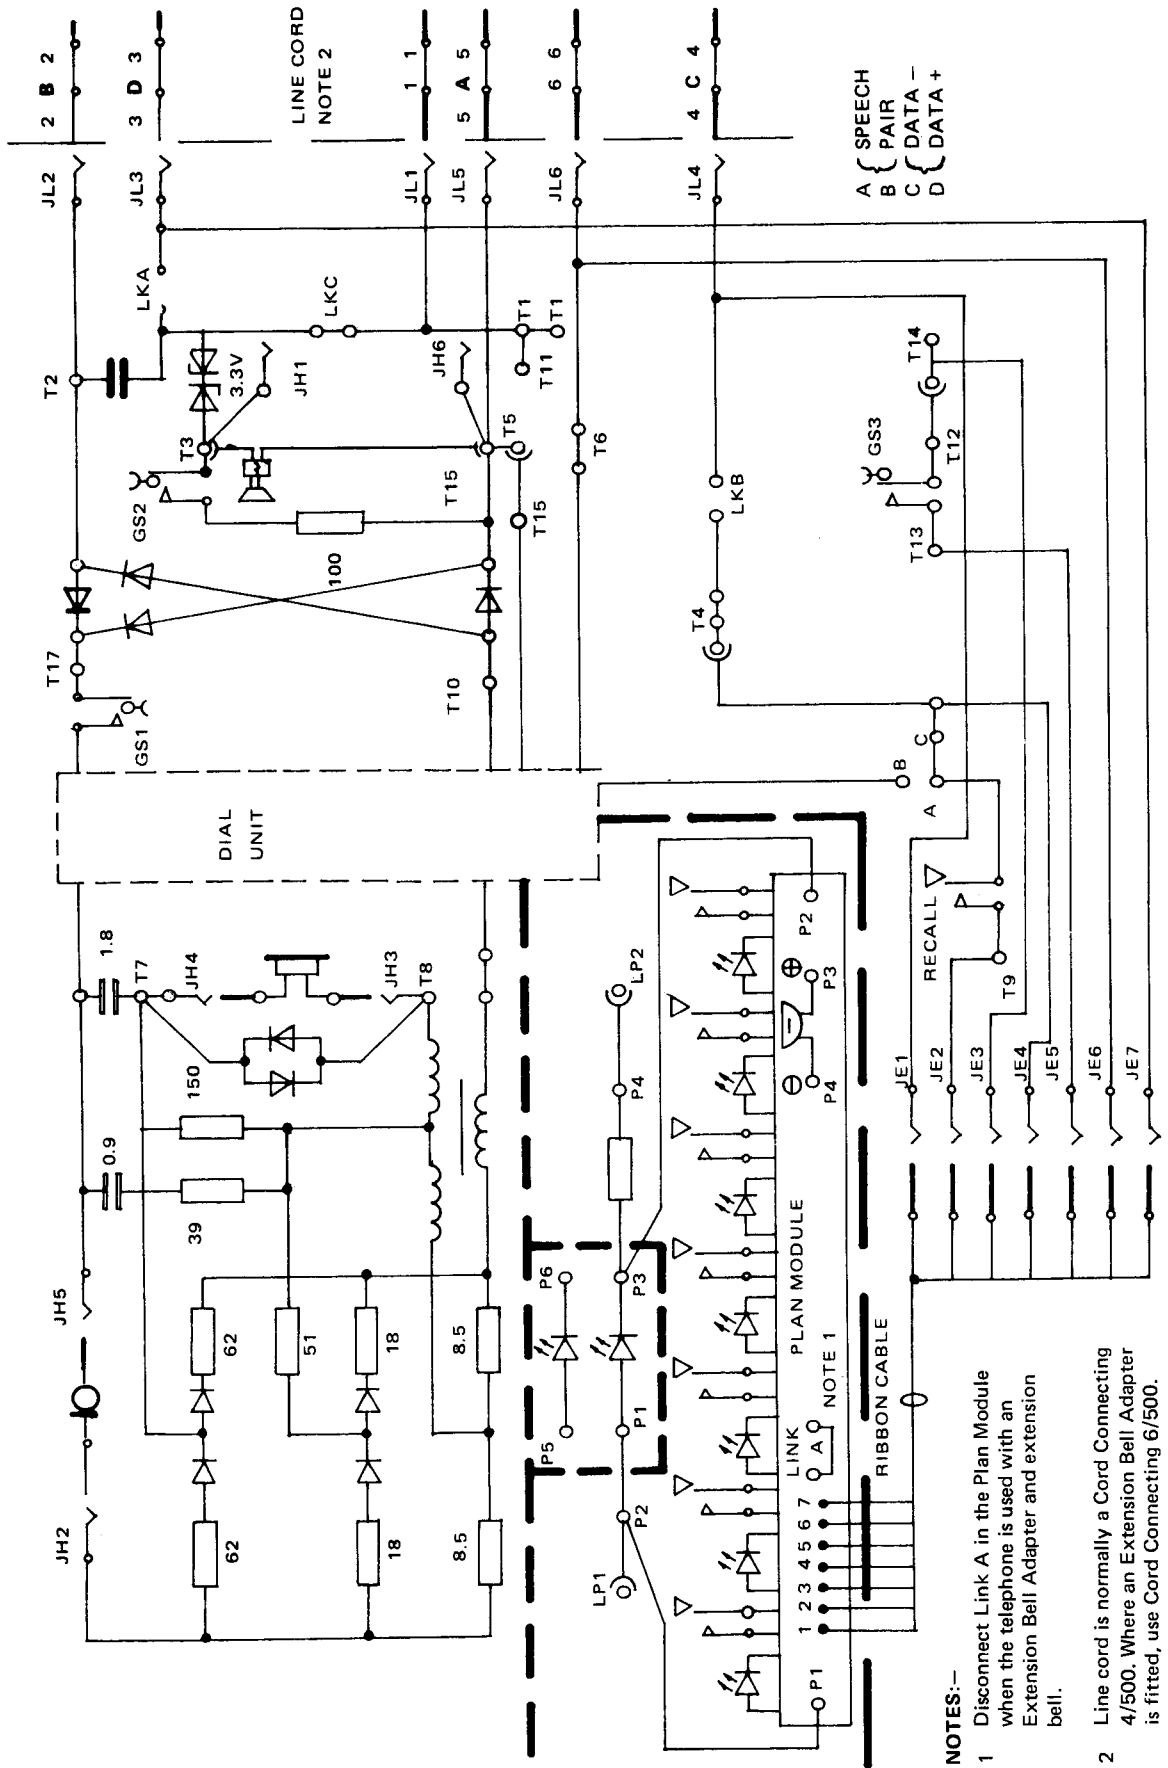 2 B 2
3 D 3
LINE CORD
NOTE 2
1 1
5 A 5
6 6
4 C 4
JL2
JL3
JL1
JL5
JL6
JL4
A { SPEECH
B { PAIR
C { DATA −
D { DATA +
LKA
LKC
T2
3.3V
JH1
JH6
T1
T1
T11
T3
T5
T6
T14
GS2
T15
T15
GS3
T12
LKB
T13
100
T4
T17
T10
GS1
DIAL
UNIT
B
C
A
1.8
T7
JH4
JH3
T8
LP2
P2
RECALL
P3
T9
150
P4
P4
JE1
JE2
JE3
JE4
JE5
JE6
JE7
0.9
39
P6
P3
PLAN MODULE
JH5
62
51
18
8.5
P5
P1
LINK
A
NOTE 1
RIBBON CABLE
JH2
62
18
8.5
P2
LP1
1 2 3 4 5 6 7
P1
NOTES:—
1 Disconnect Link A in the Plan Module
when the telephone is used with an
Extension Bell Adapter and extension
bell.
2 Line cord is normally a Cord Connecting
4/500. Where an Extension Bell Adapter
is fitted, use Cord Connecting 6/500.